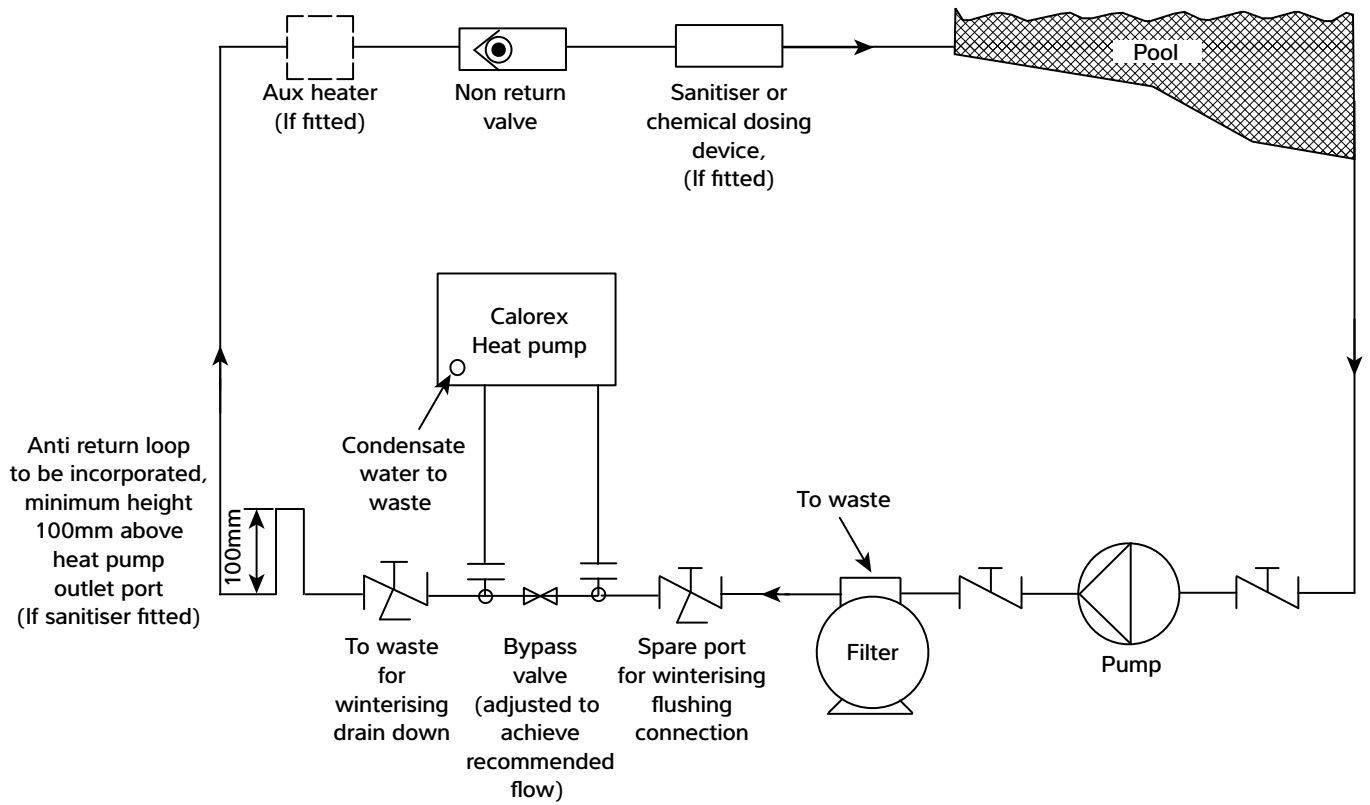 Aux heater
(If fitted)
Non return
valve
Sanitiser or
chemical dosing
device,
(If fitted)
Pool
Calorex
Heat pump
Condensate
water to
waste
Anti return loop
to be incorporated,
minimum height
100mm above
heat pump
outlet port
(If sanitiser fitted)
100mm
To waste
To waste
for
winterising
drain down
Bypass
valve
(adjusted to
achieve
recommended
flow)
Spare port
for winterising
flushing
connection
Filter
Pump